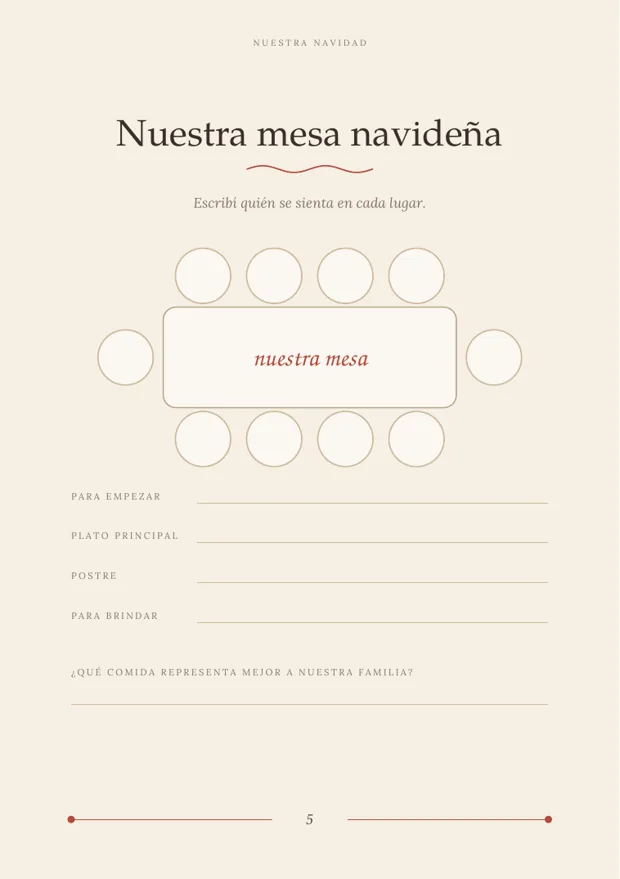 NUESTRA NAVIDAD
Nuestra mesa navideña
Escribí quién se sienta en cada lugar.
nuestra mesa
PARA EMPEZAR
PLATO PRINCIPAL
POSTRE
PARA BRINDAR
¿QUÉ COMIDA REPRESENTA MEJOR A NUESTRA FAMILIA?
5